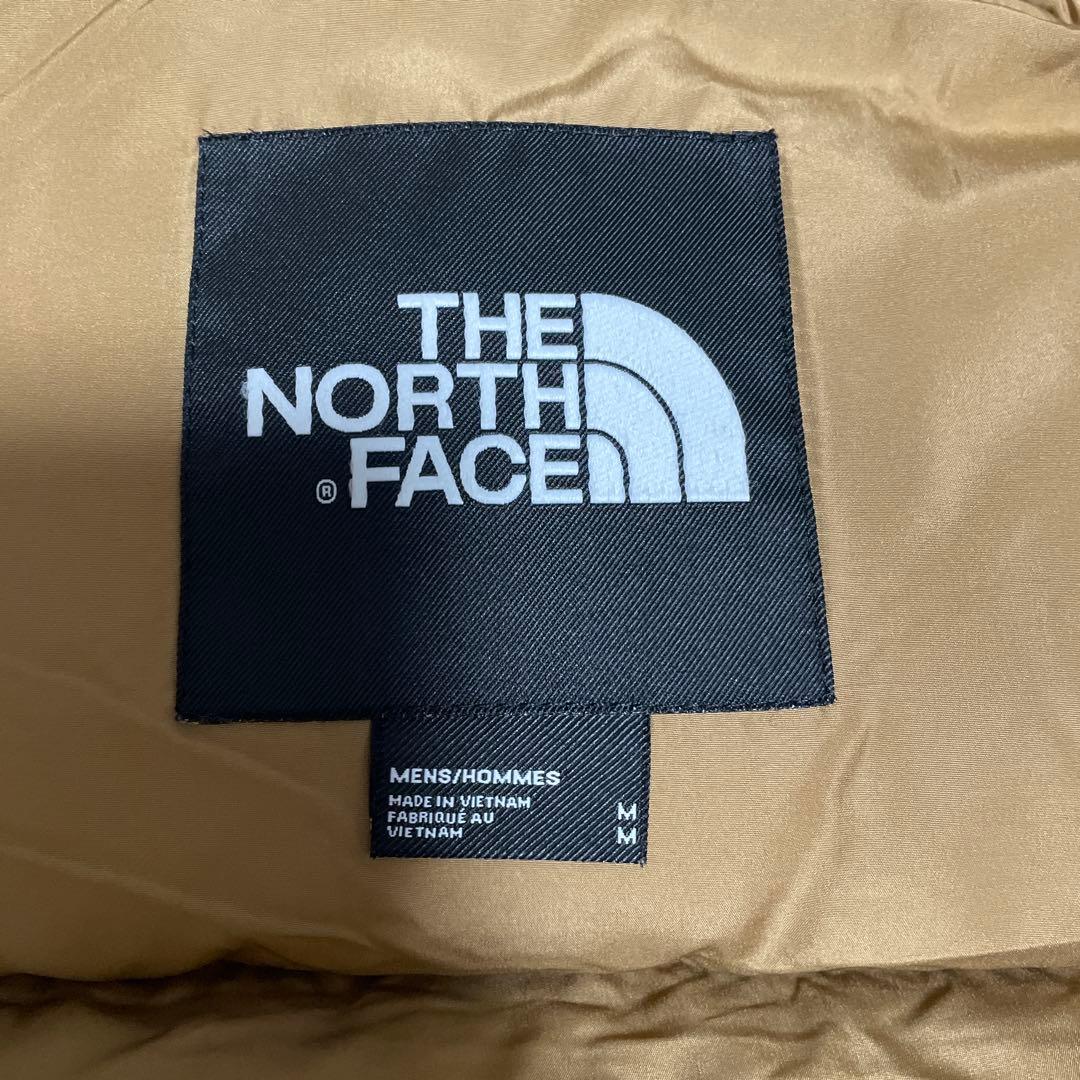 THE
NORTH
® FACE
MENS/HOMMES
MADE IN VIETNAM M
FABRIQUÉ AU
VIETNAM M